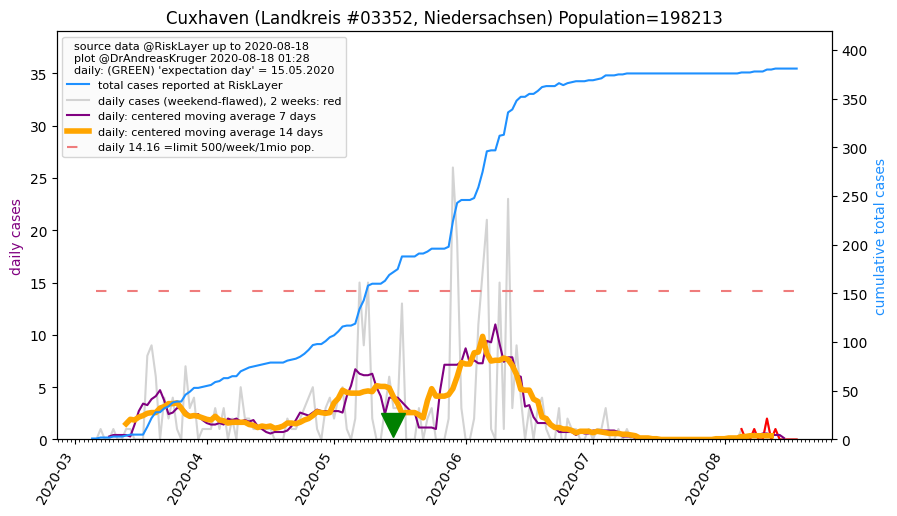 Cuxhaven (Landkreis #03352, Niedersachsen) Population=198213
source data @RiskLayer up to 2020-08-18
plot @DrAndreasKruger 2020-08-18 01:28
daily: (GREEN) 'expectation day' = 15.05.2020
total cases reported at RiskLayer
daily cases (weekend-flawed), 2 weeks: red
daily: centered moving average 7 days
daily: centered moving average 14 days
daily 14.16 =limit 500/week/1mio pop.
daily cases
35
30
25
20
15
10
5
0
400
350
300
250
200
150
100
50
0
cumulative total cases
2020-03
2020-04
2020-05
2020-06
2020-07
2020-08